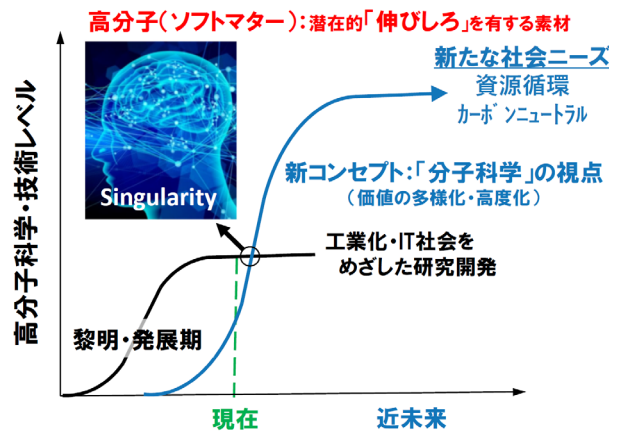 高分子(ソフトマター):潜在的「伸びしろ」を有する素材
新たな社会ニーズ
資源循環
カーボンニュートラル
高分子科学・技術レベル
Singularity
新コンセプト:「分子科学」の視点
(価値の多様化・高度化)
工業化・IT社会を
めざした研究開発
黎明・発展期
現在
近未来